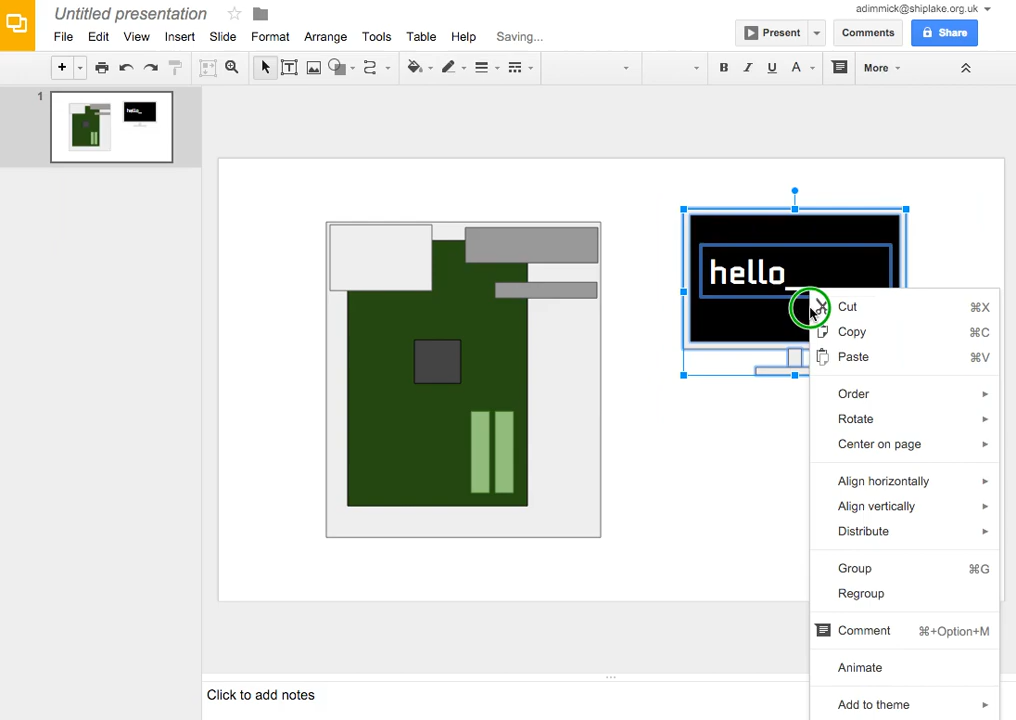 Untitled presentation
adimmick@shiplake.org.uk
File Edit View Insert Slide Format Arrange Tools Table Help Saving...
Present Comments Share
B I U A More
1
hello_
hello_
Cut ⌘X
Copy ⌘C
Paste ⌘V
Order
Rotate
Center on page
Align horizontally
Align vertically
Distribute
Group ⌘G
Regroup
Comment ⌘+Option+M
Animate
Add to theme
Click to add notes